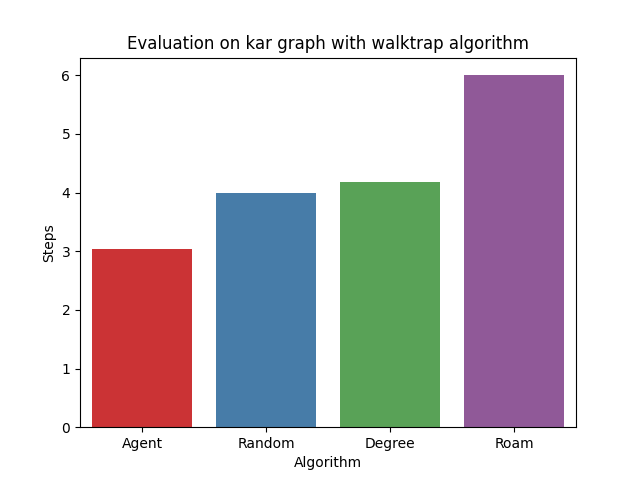 Evaluation on kar graph with walktrap algorithm
6
5
4
3
2
1
0
Steps
Agent
Random
Degree
Roam
Algorithm